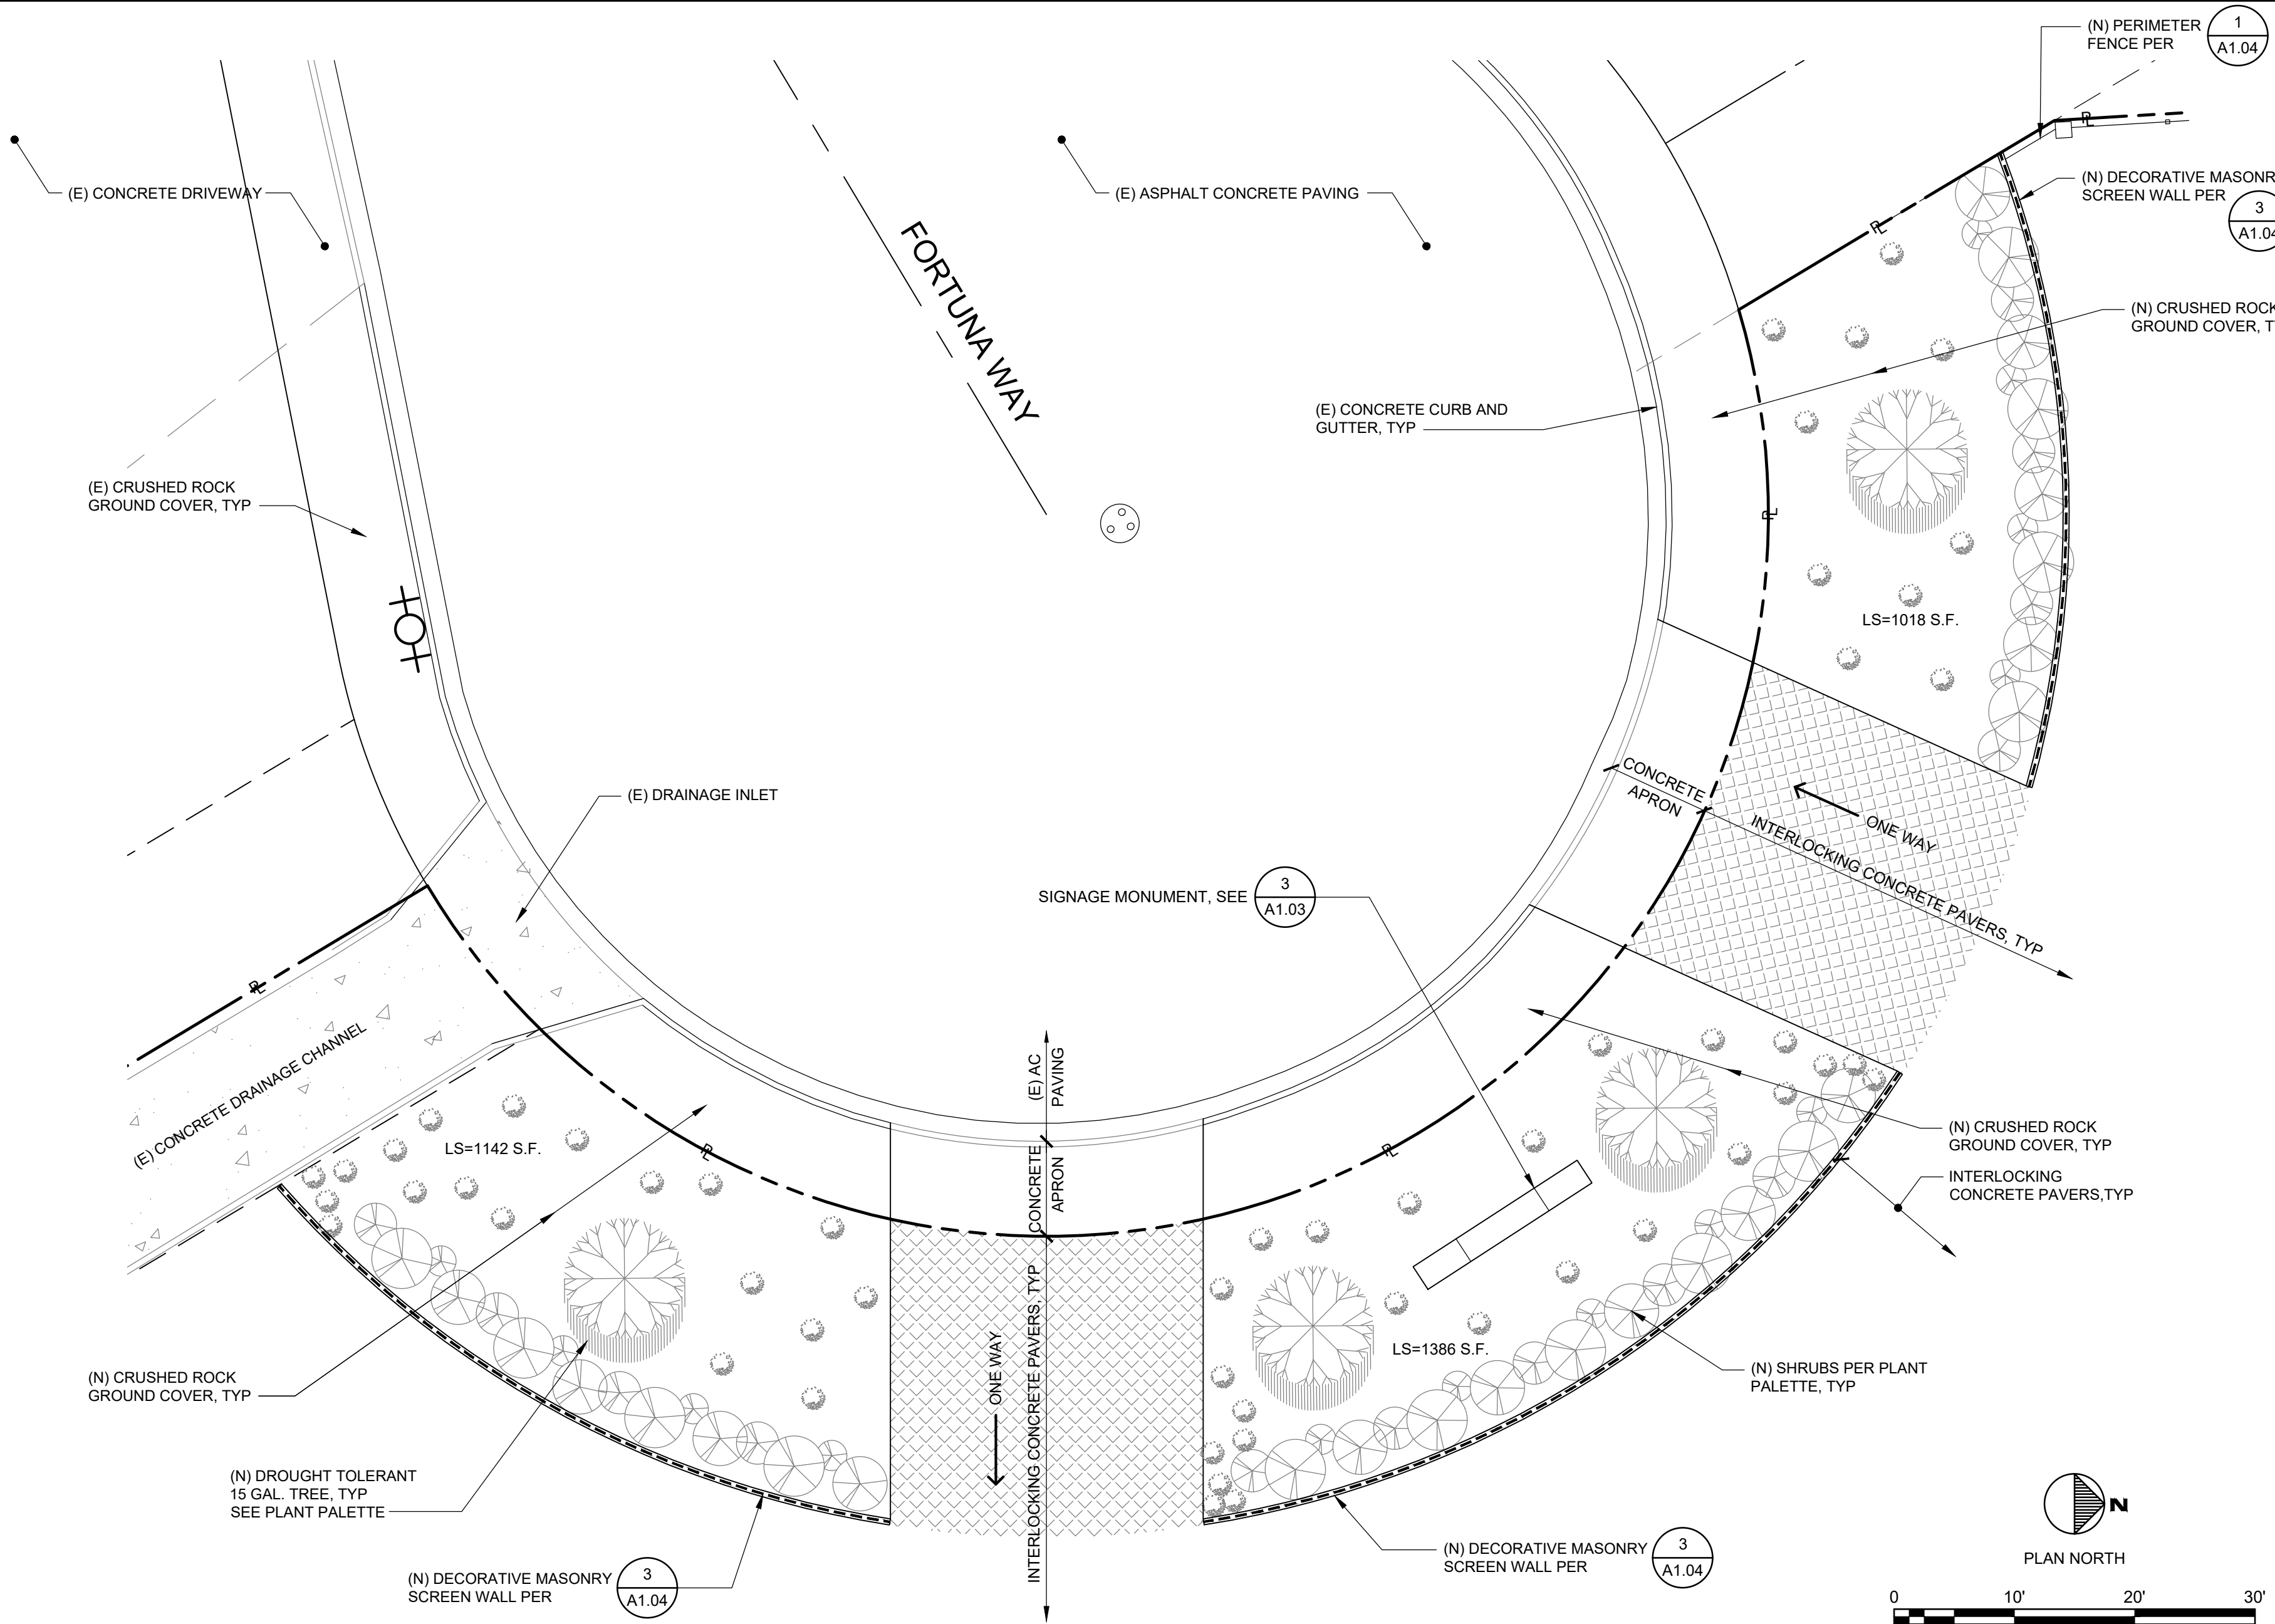 (N) PERIMETER
FENCE PER
1
A1.04
(E) CONCRETE DRIVEWAY
(E) ASPHALT CONCRETE PAVING
PL
(N) DECORATIVE MASONR
SCREEN WALL PER
3
A1.04
PL
FORTUNA WAY
(N) CRUSHED ROCK
GROUND COVER, T
(E) CONCRETE CURB AND
GUTTER, TYP
(E) CRUSHED ROCK
GROUND COVER, TYP
PL
LS=1018 S.F.
(E) DRAINAGE INLET
CONCRETE
APRON
ONE WAY
INTERLOCKING CONCRETE PAVERS, TYP
SIGNAGE MONUMENT, SEE
3
A1.03
PL
(E) CONCRETE DRAINAGE CHANNEL
(E) AC
PAVING
LS=1142 S.F.
PL
CONCRETE
APRON
PL
(N) CRUSHED ROCK
GROUND COVER, TYP
INTERLOCKING
CONCRETE PAVERS,TYP
ONE WAY
INTERLOCKING CONCRETE PAVERS, TYP
LS=1386 S.F.
(N) CRUSHED ROCK
GROUND COVER, TYP
(N) SHRUBS PER PLANT
PALETTE, TYP
(N) DROUGHT TOLERANT
15 GAL. TREE, TYP
SEE PLANT PALETTE
N
PLAN NORTH
(N) DECORATIVE MASONRY
SCREEN WALL PER
3
A1.04
(N) DECORATIVE MASONRY
SCREEN WALL PER
3
A1.04
0 10' 20' 30'